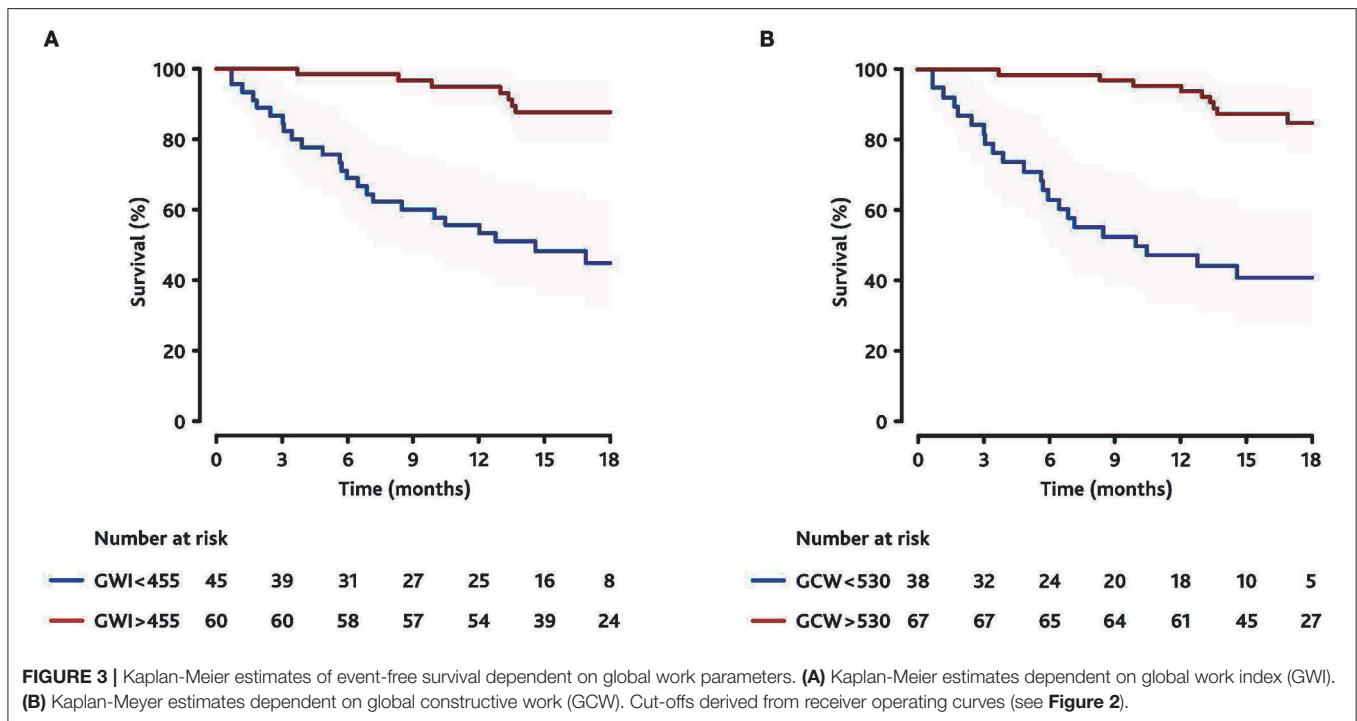 A
100
80
60
40
20
0
Survival (%)
0 3 6 9 12 15 18
Time (months)
Number at risk
GWI<455 45 39 31 27 25 16 8
GWI>455 60 60 58 57 54 39 24
B
100
80
60
40
20
0
Survival (%)
0 3 6 9 12 15 18
Time (months)
Number at risk
GCW<530 38 32 24 20 18 10 5
GCW>530 67 67 65 64 61 45 27
FIGURE 3 | Kaplan-Meier estimates of event-free survival dependent on global work parameters. (A) Kaplan-Meier estimates dependent on global work index (GWI).
(B) Kaplan-Meyer estimates dependent on global constructive work (GCW). Cut-offs derived from receiver operating curves (see Figure 2).